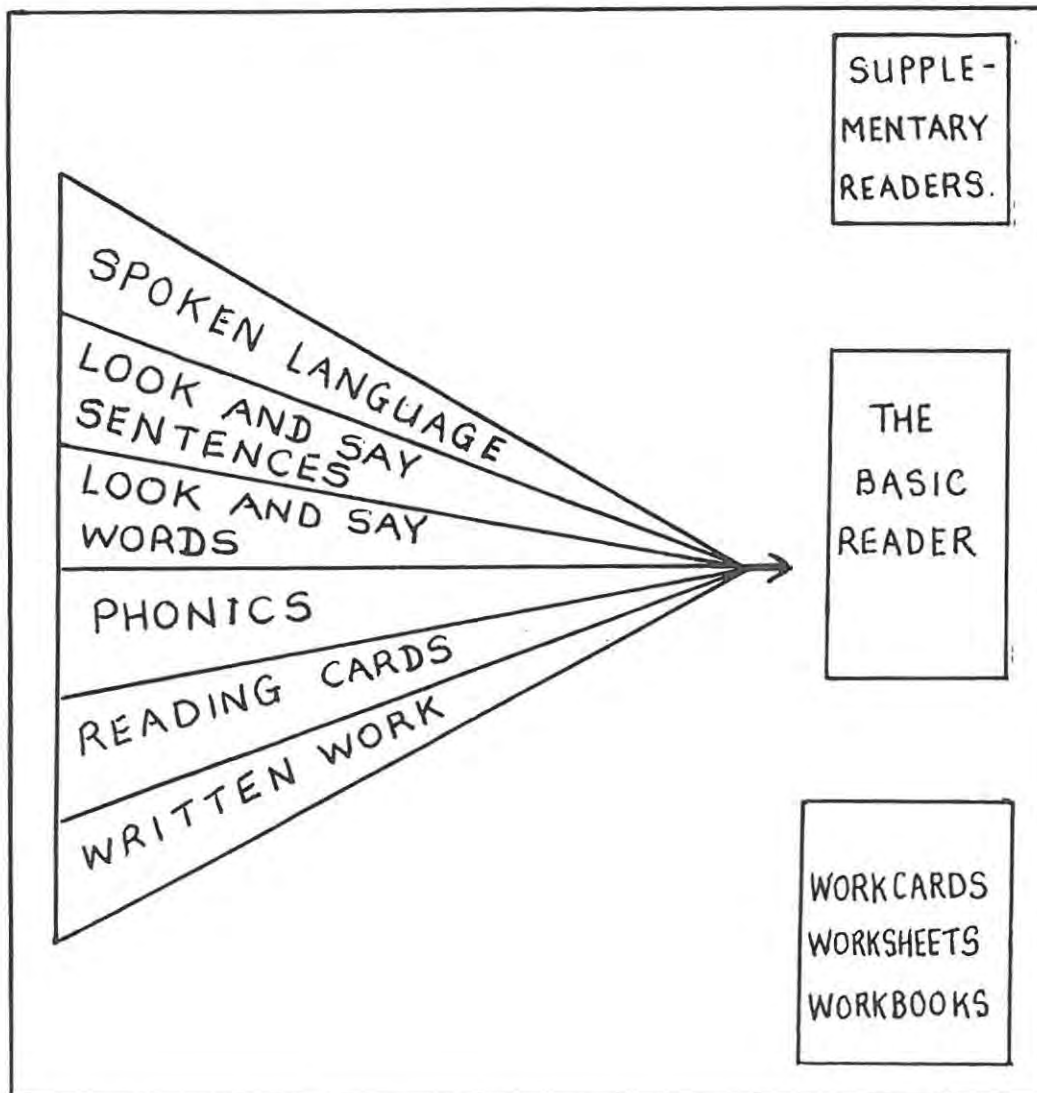 SPOKEN LANGUAGE
LOOK AND SAY
SENTENCES
LOOK AND SAY
WORDS
PHONICS
READING CARDS
WRITTEN WORK
SUPPLE-
MENTARY
READERS.
THE
BASIC
READER
WORKCARDS
WORKSHEETS
WORKBOOKS